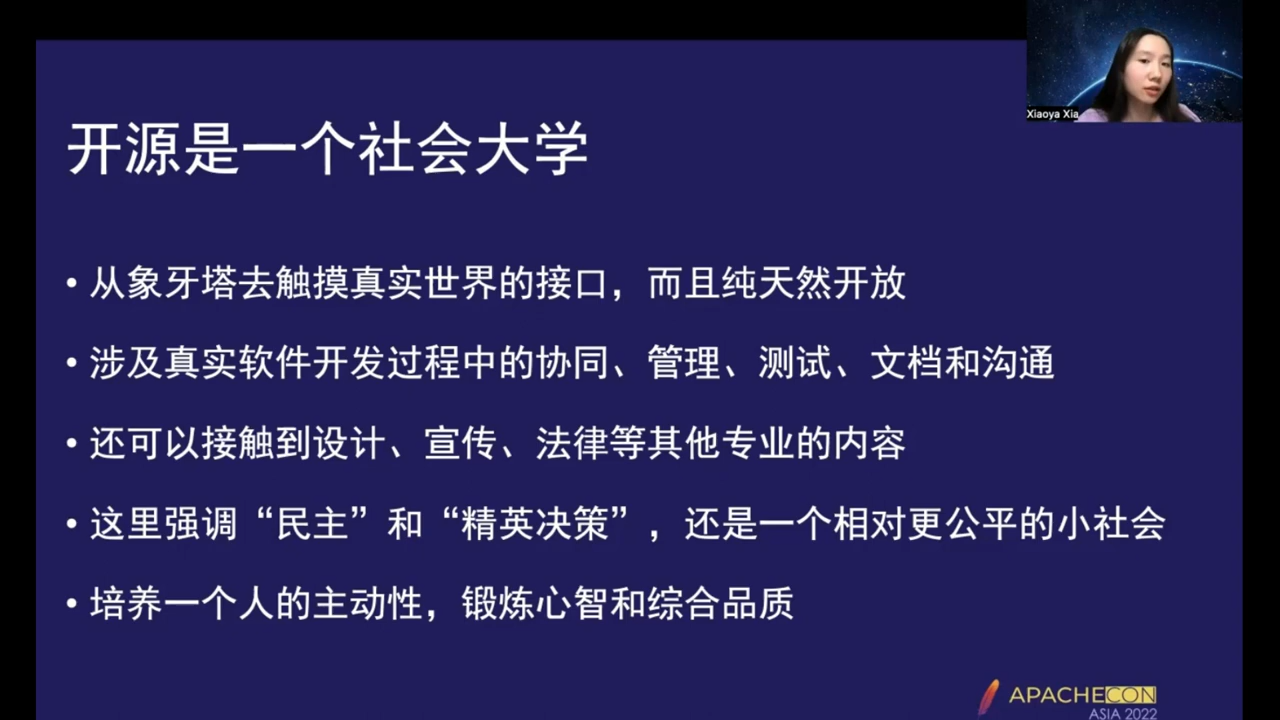 Xiaoya Xia
开源是一个社会大学
• 从象牙塔去触摸真实世界的接口，而且纯天然开放
• 涉及真实软件开发过程中的协同、管理、测试、文档和沟通
• 还可以接触到设计、宣传、法律等其他专业的内容
• 这里强调“民主”和“精英决策”，还是一个相对更公平的小社会
• 培养一个人的主动性，锻炼心智和综合品质
APACHECON
ASIA 2022